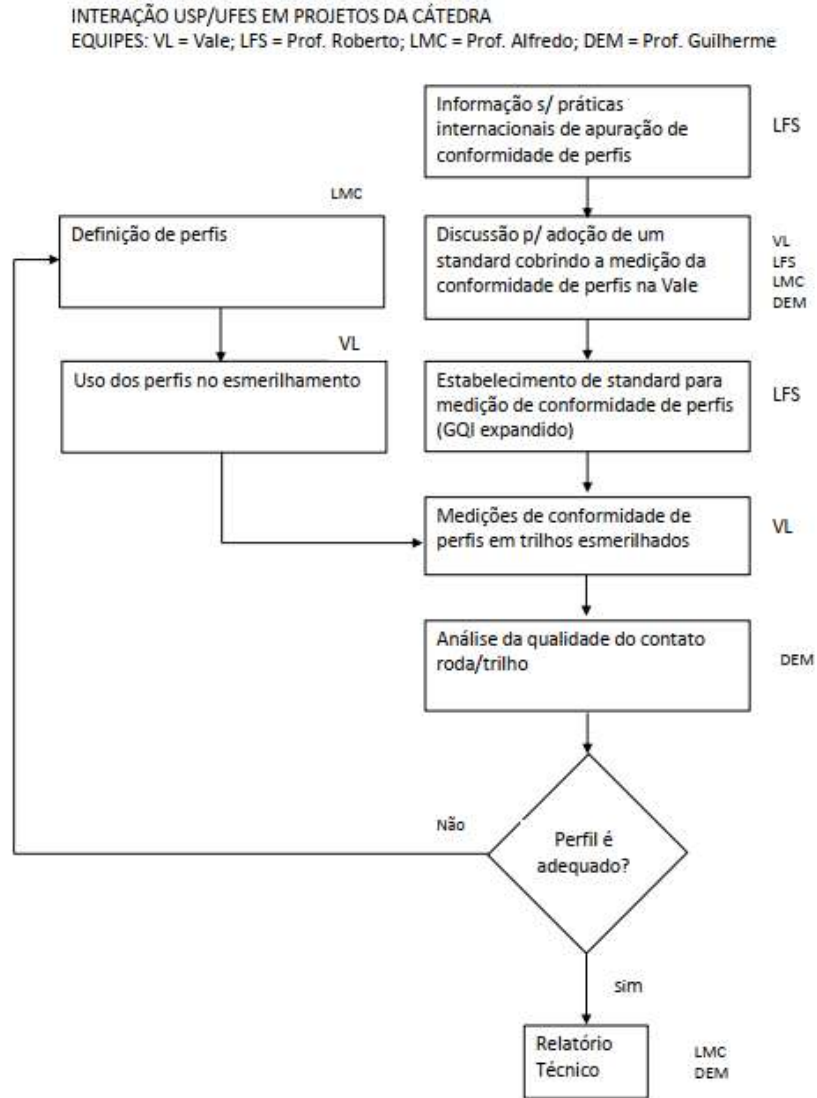 INTERAÇÃO USP/UFES EM PROJETOS DA CÁTEDRA
EQUIPES: VL = Vale; LFS = Prof. Roberto; LMC = Prof. Alfredo; DEM = Prof. Guilherme
Informação s/ práticas
internacionais de apuração de
conformidade de perfis
LFS
LMC
Definição de perfis
Discussão p/ adoção de um
standard cobrindo a medição da
conformidade de perfis na Vale
VL
LFS
LMC
DEM
VL
Uso dos perfis no esmerilhamento
Estabelecimento de standard para
medição de conformidade de perfis
(GQI expandido)
LFS
Medições de conformidade de
perfis em trilhos esmerilhados
VL
Análise da qualidade do contato
roda/trilho
DEM
Não
Perfil é
adequado?
sim
Relatório
Técnico
LMC
DEM